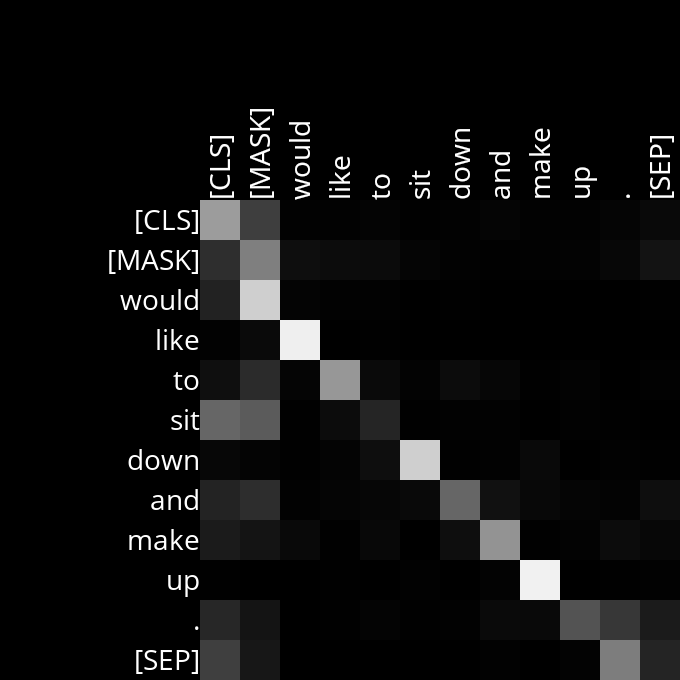 [CLS] [MASK] would like to sit down and make up . [SEP]
[CLS]
[MASK]
would
like
to
sit
down
and
make
up
.
[SEP]